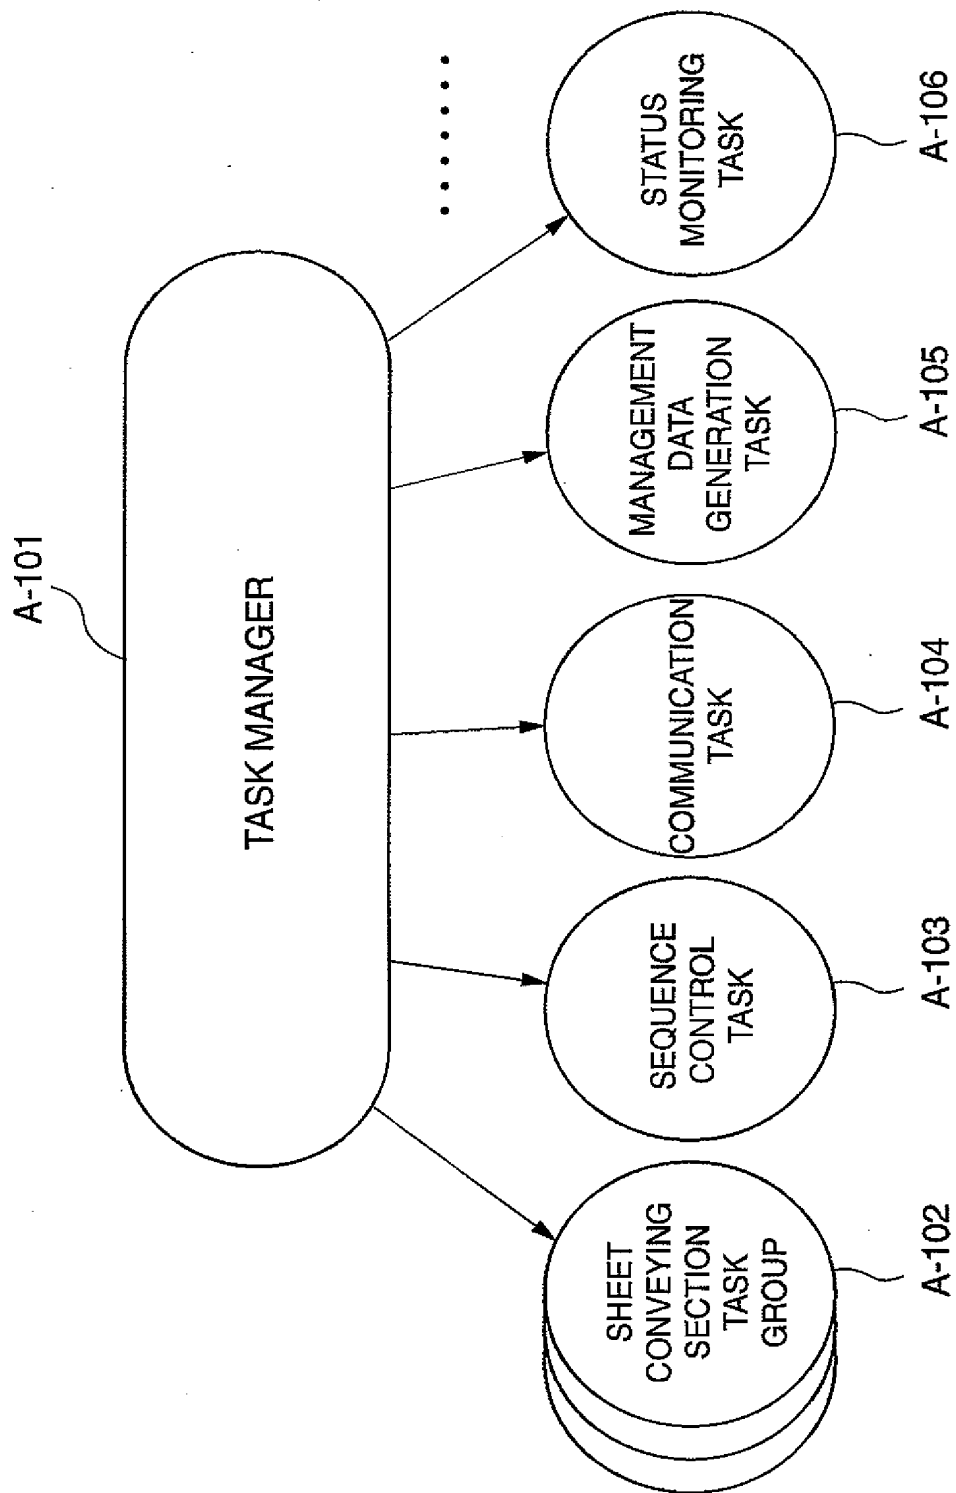 A-101
TASK MANAGER
SHEET
CONVEYING
SECTION
TASK
GROUP
A-102
SEQUENCE
CONTROL
TASK
A-103
COMMUNICATION
TASK
A-104
MANAGEMENT
DATA
GENERATION
TASK
A-105
STATUS
MONITORING
TASK
A-106